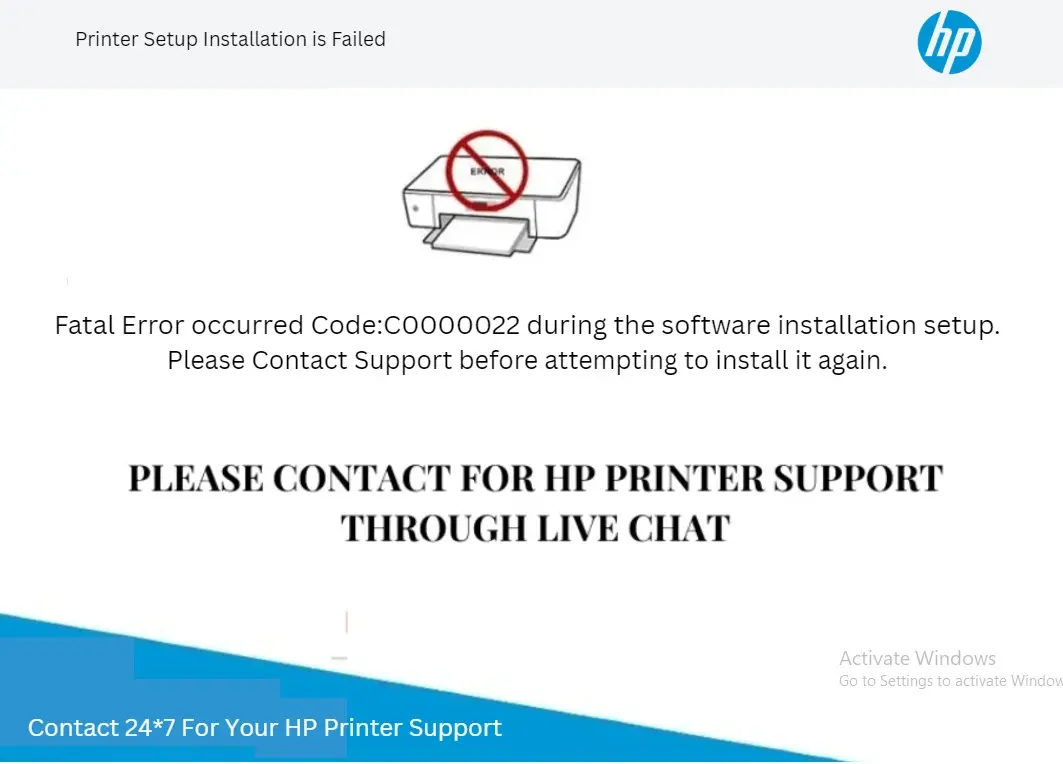 Printer Setup Installation is Failed
hp
ERROR
Fatal Error occurred Code:C0000022 during the software installation setup.
Please Contact Support before attempting to install it again.
PLEASE CONTACT FOR HP PRINTER SUPPORT
THROUGH LIVE CHAT
Activate Windows
Go to Settings to activate Window
Contact 24*7 For Your HP Printer Support